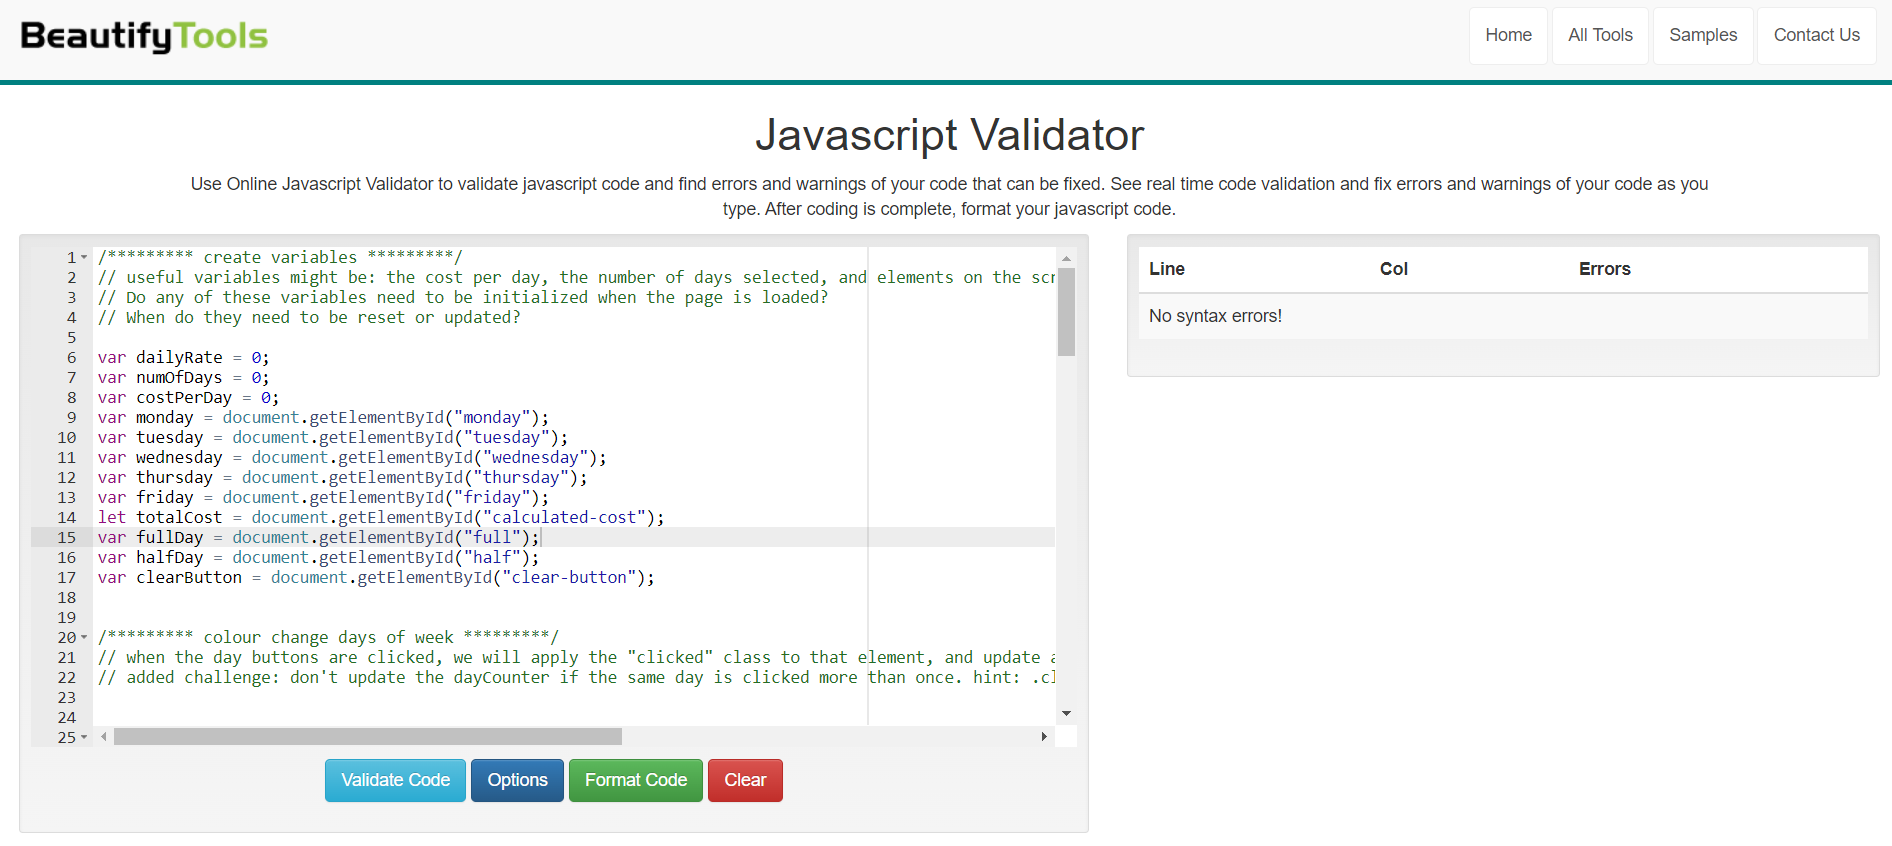 BeautifyTools
Home
All Tools
Samples
Contact Us
Javascript Validator
Use Online Javascript Validator to validate javascript code and find errors and warnings of your code that can be fixed. See real time code validation and fix errors and warnings of your code as you
type. After coding is complete, format your javascript code.
1 /********* create variables *********/
2 // useful variables might be: the cost per day, the number of days selected, and elements on the scr
3 // Do any of these variables need to be initialized when the page is loaded?
4 // When do they need to be reset or updated?
5
6 var dailyRate = 0;
7 var numOfDays = 0;
8 var costPerDay = 0;
9 var monday = document.getElementById("monday");
10 var tuesday = document.getElementById("tuesday");
11 var wednesday = document.getElementById("wednesday");
12 var thursday = document.getElementById("thursday");
13 var friday = document.getElementById("friday");
14 let totalCost = document.getElementById("calculated-cost");
15 var fullDay = document.getElementById("full");
16 var halfDay = document.getElementById("half");
17 var clearButton = document.getElementById("clear-button");
18
19
20 /********* colour change days of week *********/
21 // when the day buttons are clicked, we will apply the "clicked" class to that element, and update a
22 // added challenge: don't update the dayCounter if the same day is clicked more than once. hint: .cl
23
24
25
Validate Code
Options
Format Code
Clear
Line Col Errors
No syntax errors!